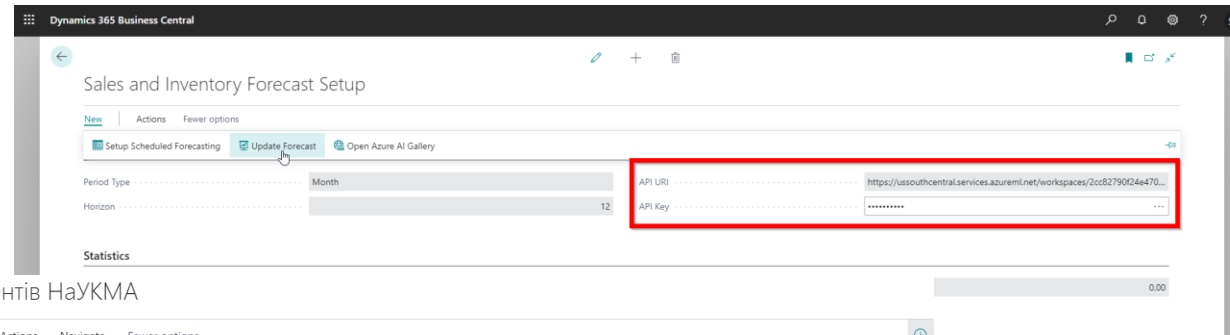 Dynamics 365 Business Central
Sales and Inventory Forecast Setup
New Actions Fewer options
Setup Scheduled Forecasting Update Forecast Open Azure AI Gallery
Period Type Month API URI https://ussouthcentral.services.azureml.net/workspaces/2cc82790f24e470...
Horizon 12 API Key ••••••••••
Statistics
0.00
нтів НаУКМА
Actions Navigate Fewer options